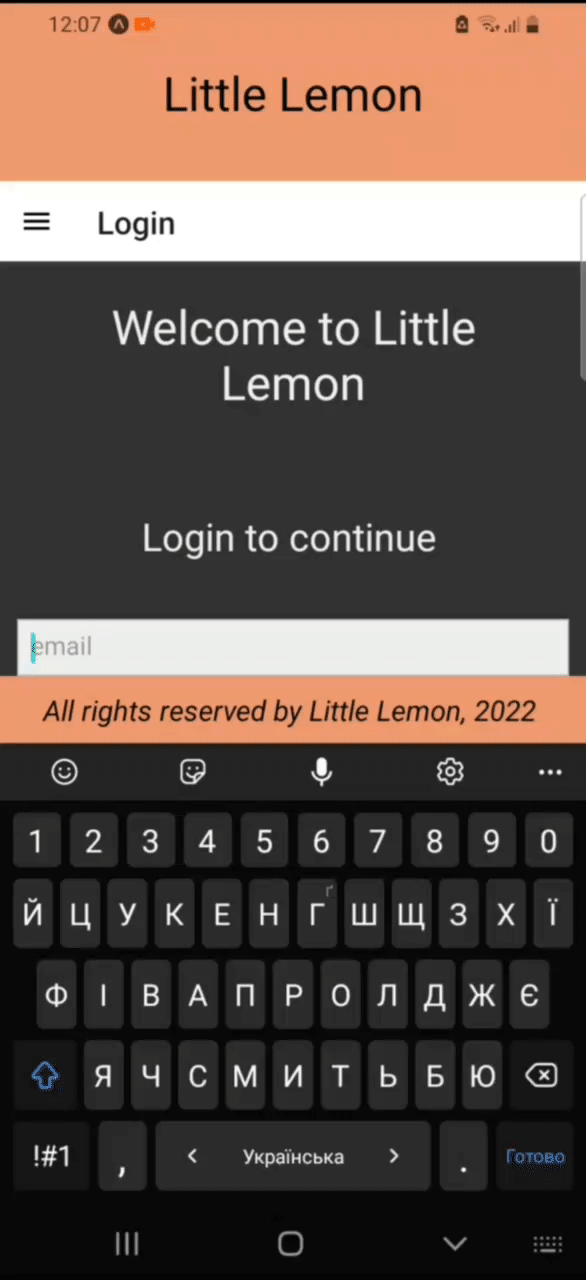 12:07
Little Lemon
Login
Welcome to Little
Lemon
Login to continue
email
All rights reserved by Little Lemon, 2022
1 2 3 4 5 6 7 8 9 0
Й Ц У К Е Н Г ґ Ш Щ З Х Ї
Ф І В А П Р О Л Д Ж Є
Я Ч С М И Т Ь Б Ю
!#1 , < Українська > . Готово